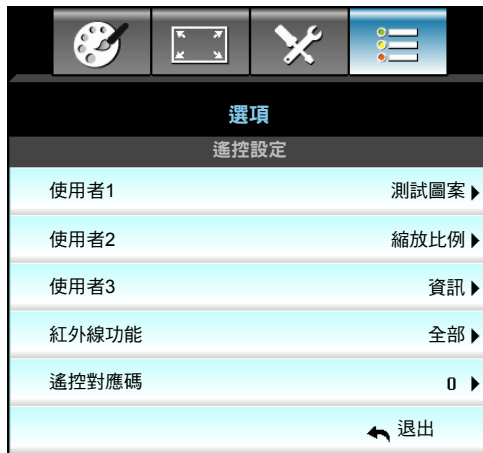 選項
遙控設定
使用者1 測試圖案
使用者2 縮放比例
使用者3 資訊
紅外線功能 全部
遙控對應碼 0
退出